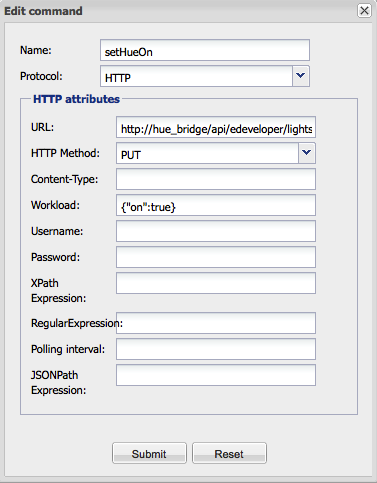 Edit command
Name: setHueOn
Protocol: HTTP
HTTP attributes
URL: http://hue_bridge/api/edeveloper/lights
HTTP Method: PUT
Content-Type:
Workload: {"on":true}
Username:
Password:
XPath
Expression:
RegularExpression:
Polling interval:
JSONPath
Expression:
Submit Reset